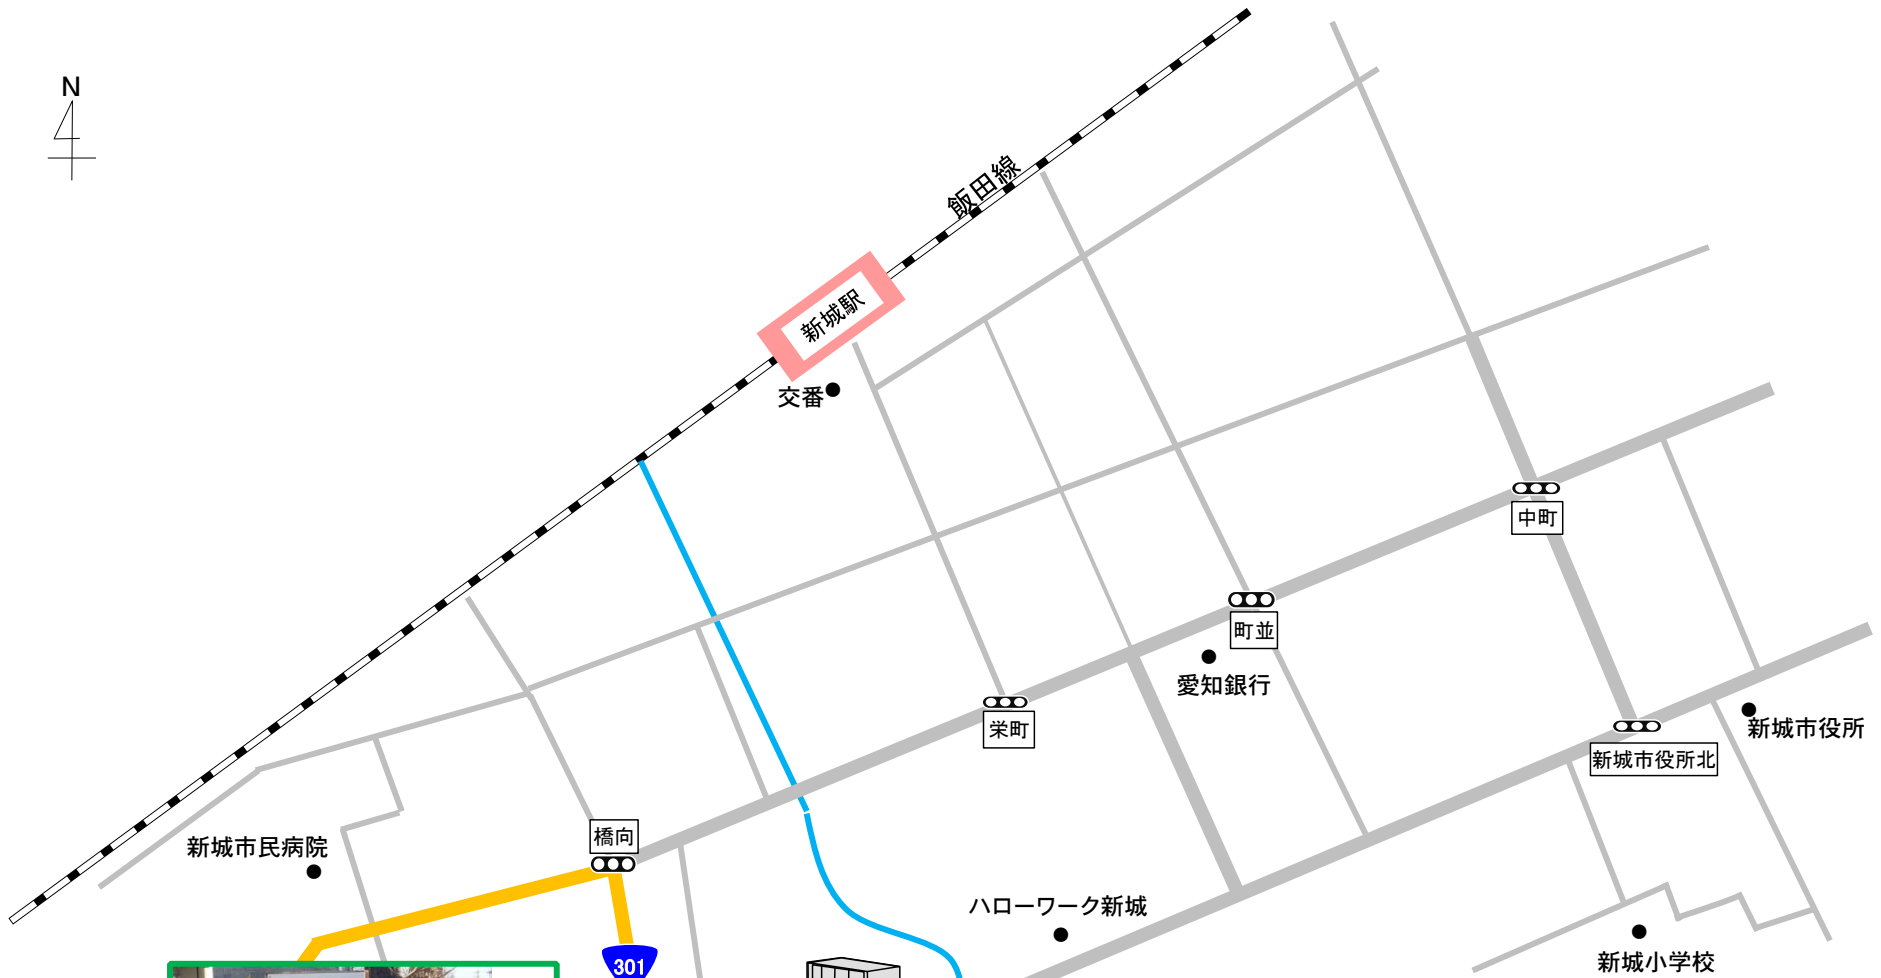 N
飯田線
新城駅
交番
中町
町並
愛知銀行
栄町
新城市役所
新城市役所北
橋向
新城市民病院
ハローワーク新城
新城小学校
301